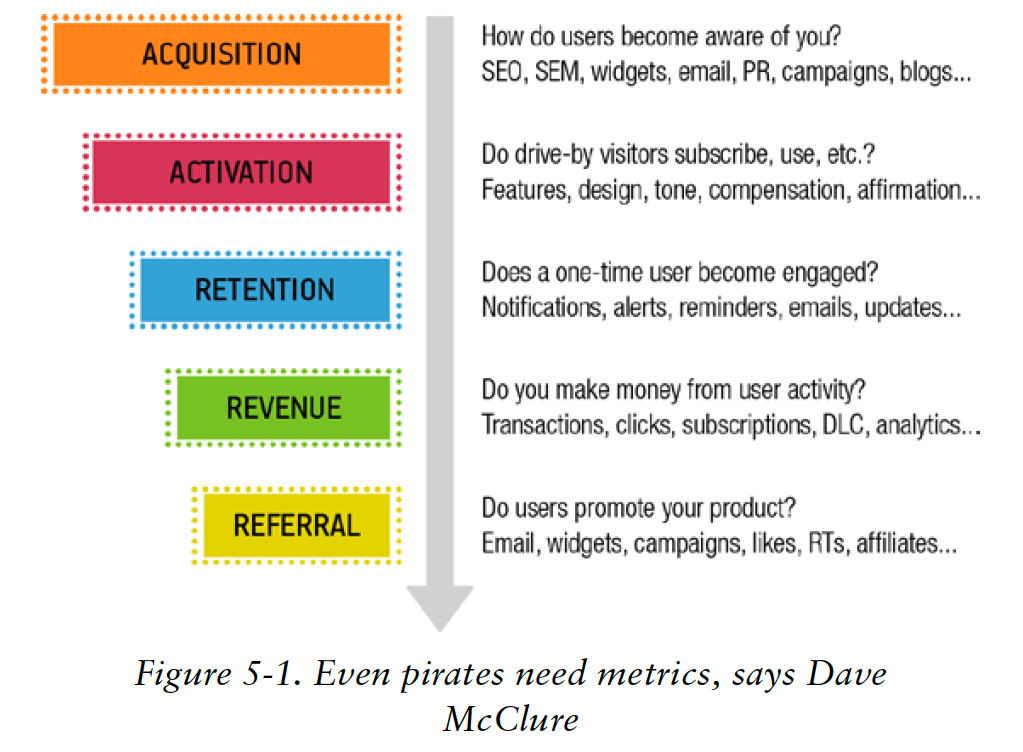 ACQUISITION
How do users become aware of you?
SEO, SEM, widgets, email, PR, campaigns, blogs...
ACTIVATION
Do drive-by visitors subscribe, use, etc.?
Features, design, tone, compensation, affirmation...
RETENTION
Does a one-time user become engaged?
Notifications, alerts, reminders, emails, updates...
REVENUE
Do you make money from user activity?
Transactions, clicks, subscriptions, DLC, analytics...
REFERRAL
Do users promote your product?
Email, widgets, campaigns, likes, RTs, affiliates...
Figure 5-1. Even pirates need metrics, says Dave
McClure